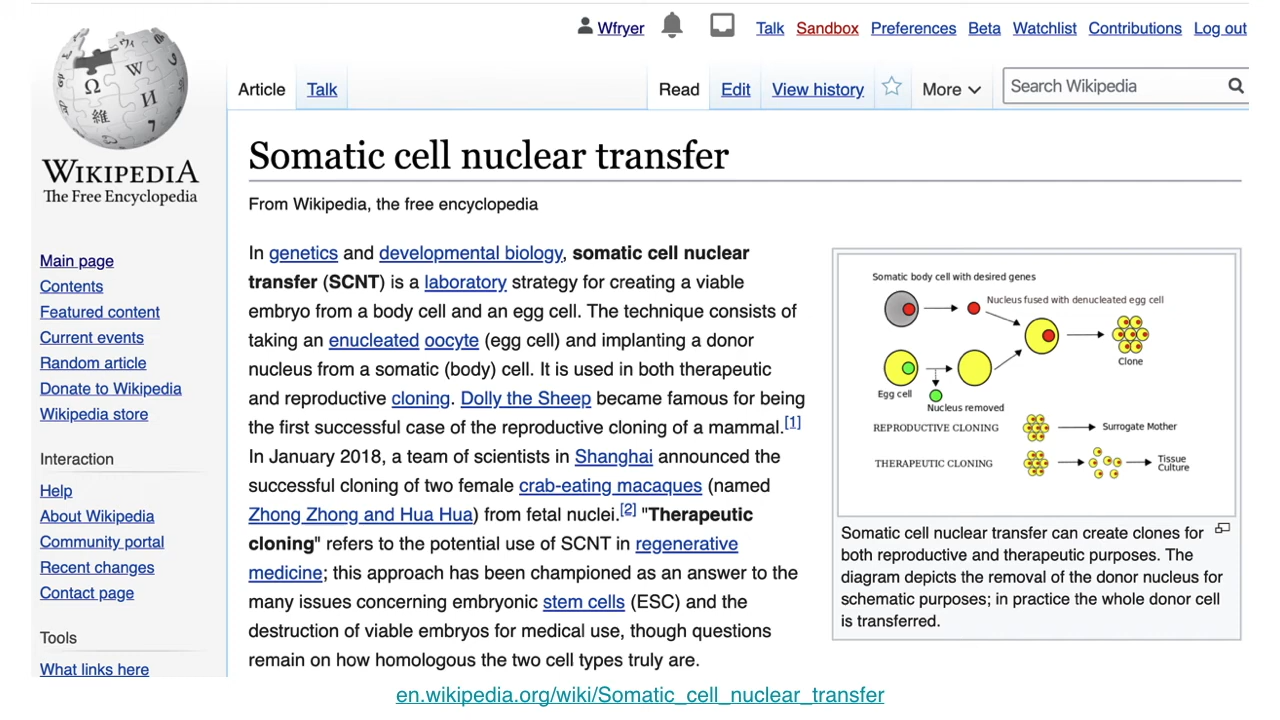 Wfryer Talk Sandbox Preferences Beta Watchlist Contributions Log out
Article Talk Read Edit View history More Search Wikipedia
WIKIPEDIA
The Free Encyclopedia
Main page
Contents
Featured content
Current events
Random article
Donate to Wikipedia
Wikipedia store
Interaction
Help
About Wikipedia
Community portal
Recent changes
Contact page
Tools
What links here
Somatic cell nuclear transfer
From Wikipedia, the free encyclopedia
In genetics and developmental biology, somatic cell nuclear
transfer (SCNT) is a laboratory strategy for creating a viable
embryo from a body cell and an egg cell. The technique consists of
taking an enucleated oocyte (egg cell) and implanting a donor
nucleus from a somatic (body) cell. It is used in both therapeutic
and reproductive cloning. Dolly the Sheep became famous for being
the first successful case of the reproductive cloning of a mammal.[1]
In January 2018, a team of scientists in Shanghai announced the
successful cloning of two female crab-eating macaques (named
Zhong Zhong and Hua Hua) from fetal nuclei.[2] "Therapeutic
cloning" refers to the potential use of SCNT in regenerative
medicine; this approach has been championed as an answer to the
many issues concerning embryonic stem cells (ESC) and the
destruction of viable embryos for medical use, though questions
remain on how homologous the two cell types truly are.
Somatic body cell with desired genes
Nucleus fused with denucleated egg cell
Clone
Egg cell
Nucleus removed
REPRODUCTIVE CLONING
Surrogate Mother
THERAPEUTIC CLONING
Tissue
Culture
Somatic cell nuclear transfer can create clones for
both reproductive and therapeutic purposes. The
diagram depicts the removal of the donor nucleus for
schematic purposes; in practice the whole donor cell
is transferred.
en.wikipedia.org/wiki/Somatic_cell_nuclear_transfer